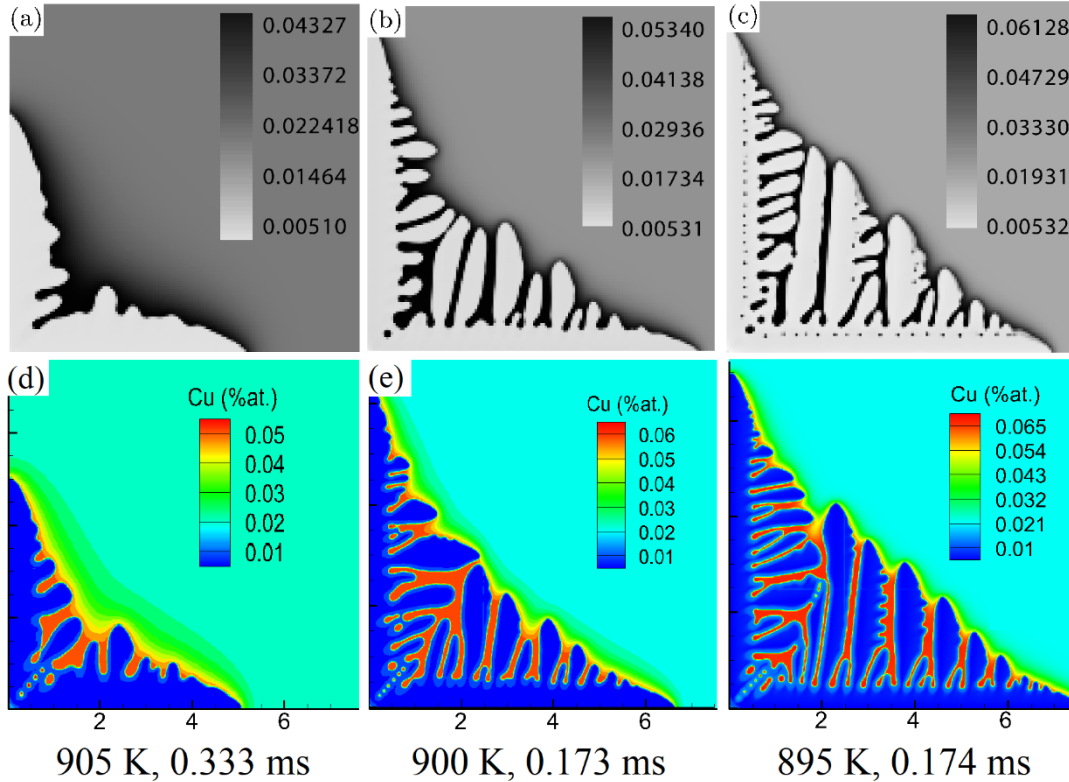 (a)
0.04327
0.03372
0.022418
0.01464
0.00510
(b)
0.05340
0.04138
0.02936
0.01734
0.00531
(c)
0.06128
0.04729
0.03330
0.01931
0.00532
(d)
Cu (%at.)
0.05
0.04
0.03
0.02
0.01
2 4 6
(e)
Cu (%at.)
0.06
0.05
0.04
0.03
0.02
0.01
2 4 6
Cu (%at.)
0.065
0.054
0.043
0.032
0.021
0.01
2 4 6
905 K, 0.333 ms
900 K, 0.173 ms
895 K, 0.174 ms